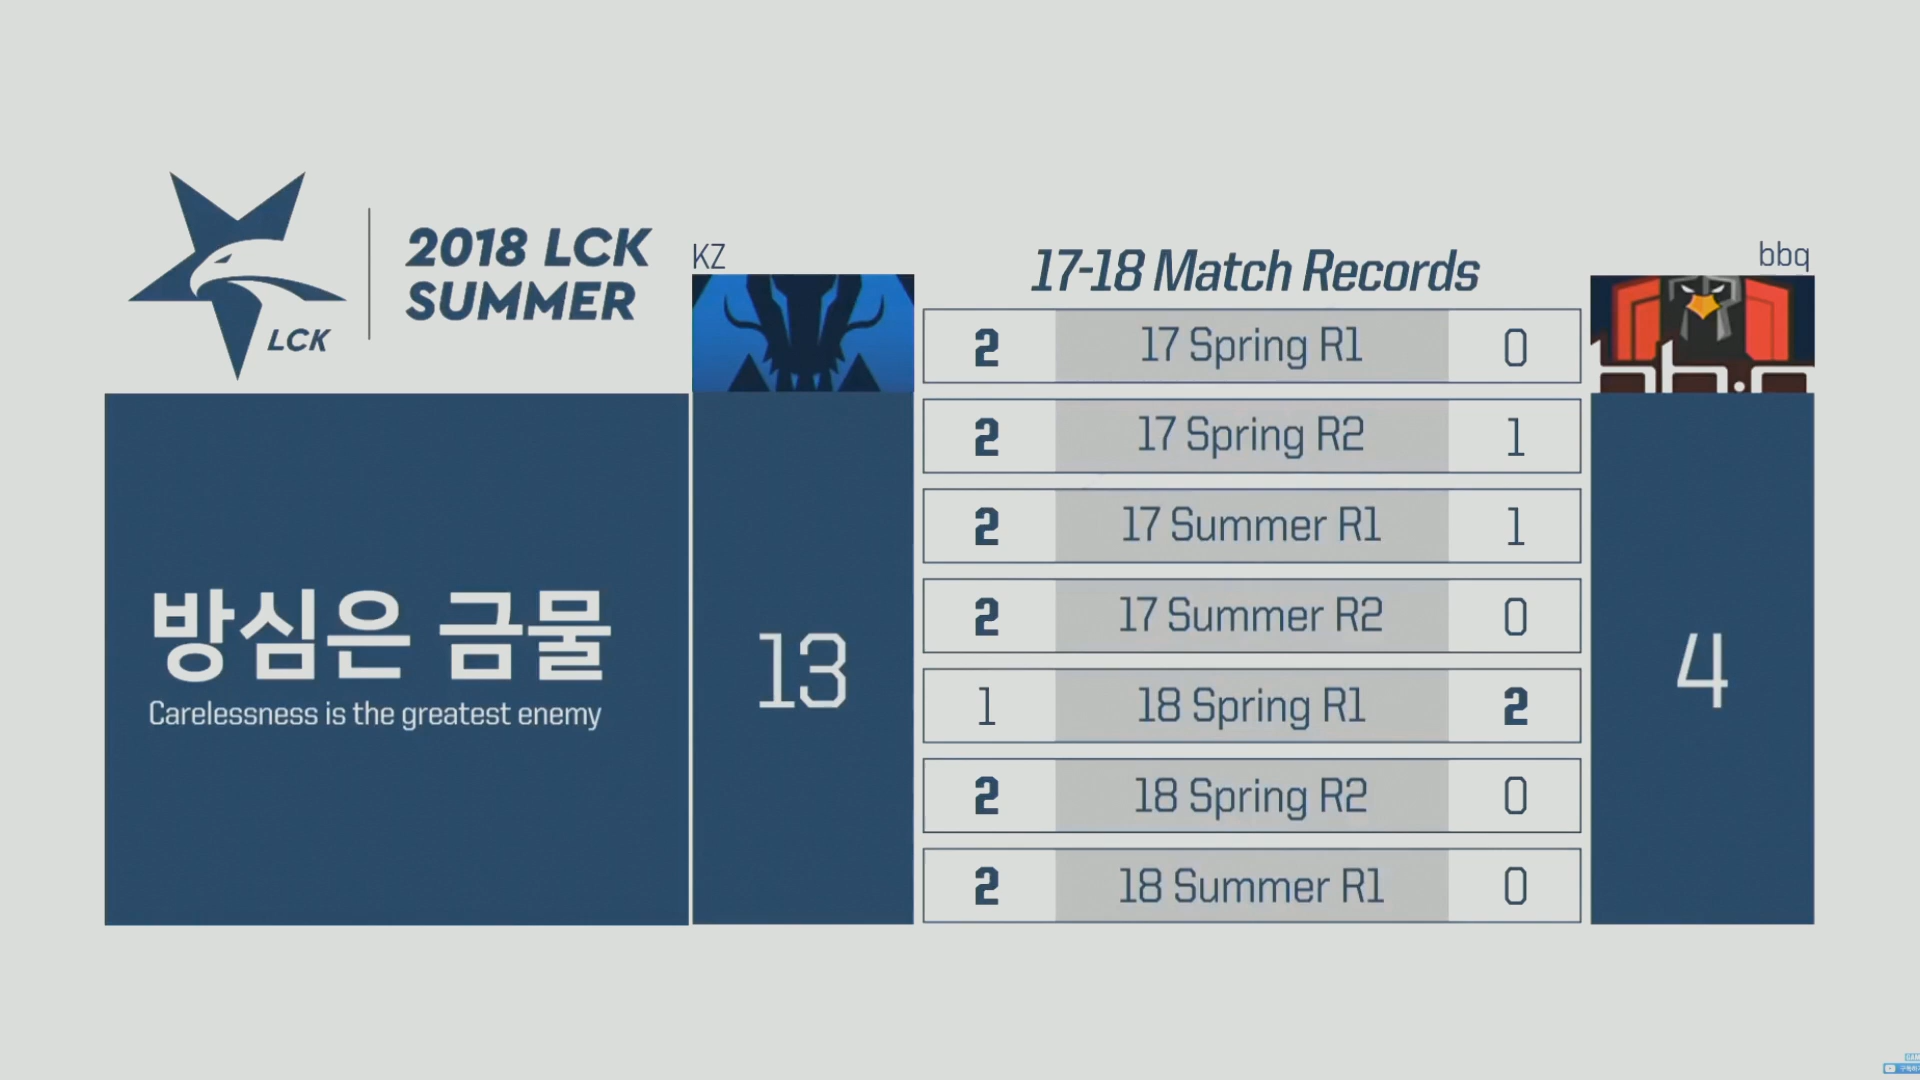 LCK
2018 LCK
SUMMER
방심은 금물
Carelessness is the greatest enemy
KZ
13
17-18 Match Records
2 17 Spring R1 0
2 17 Spring R2 1
2 17 Summer R1 1
2 17 Summer R2 0
1 18 Spring R1 2
2 18 Spring R2 0
2 18 Summer R1 0
bbq
4